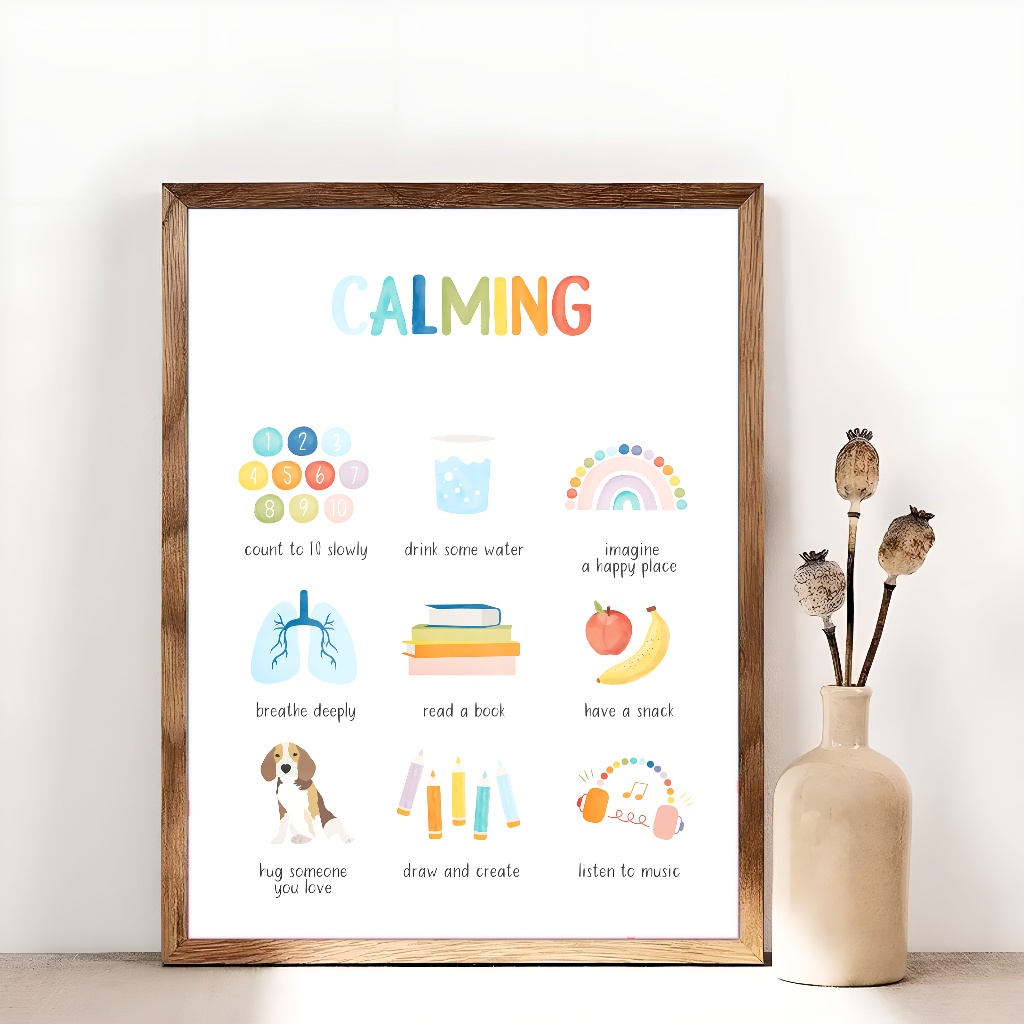 CALMING
1 2 3
4 5 6 7
8 9 10
count to 10 slowly
drink some water
imagine
a happy place
breathe deeply
read a book
have a snack
hug someone
you love
draw and create
listen to music